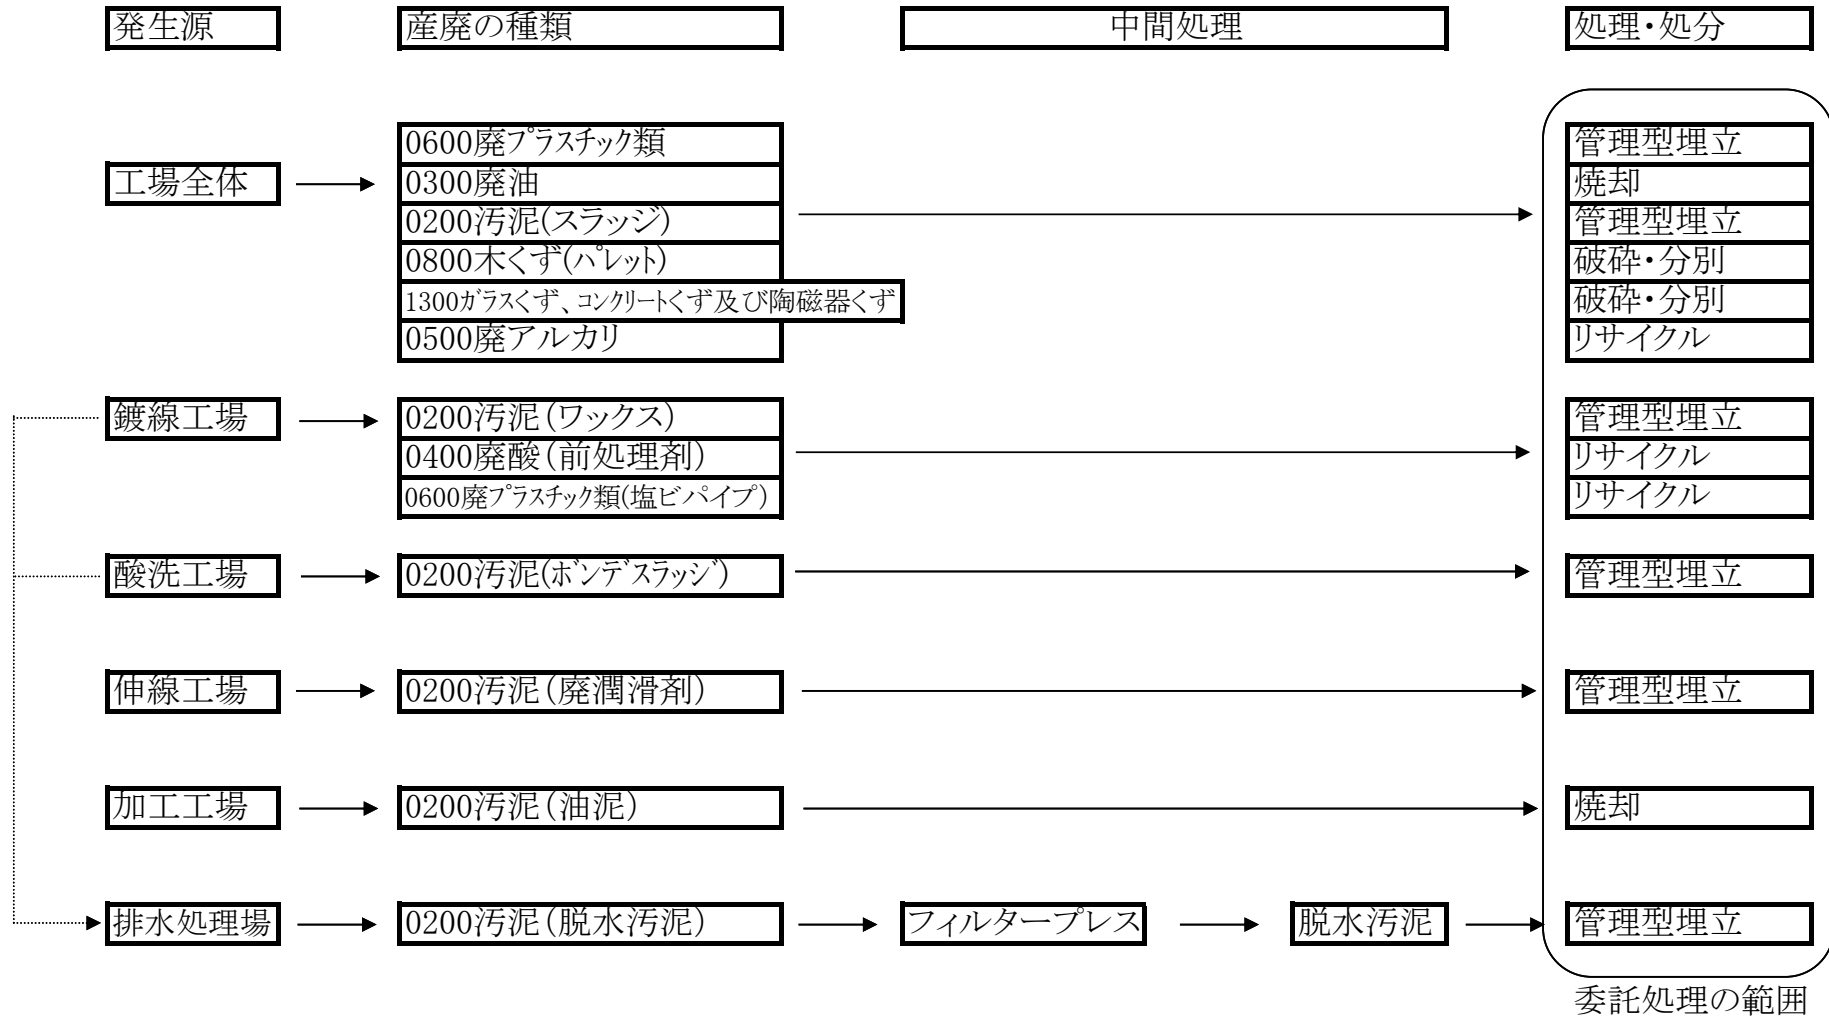 発生源
産廃の種類
中間処理
処理・処分
工場全体
0600廃プラスチック類
0300廃油
0200汚泥(スラッジ)
0800木くず(パレット)
1300ガラスくず、コンクリートくず及び陶磁器くず
0500廃アルカリ
管理型埋立
焼却
管理型埋立
破砕・分別
破砕・分別
リサイクル
鍍線工場
0200汚泥(ワックス)
0400廃酸(前処理剤)
0600廃プラスチック類(塩ビパイプ)
管理型埋立
リサイクル
リサイクル
酸洗工場
0200汚泥(ボンデスラッジ)
管理型埋立
伸線工場
0200汚泥(廃潤滑剤)
管理型埋立
加工工場
0200汚泥(油泥)
焼却
排水処理場
0200汚泥(脱水汚泥)
フィルタープレス
脱水汚泥
管理型埋立
委託処理の範囲